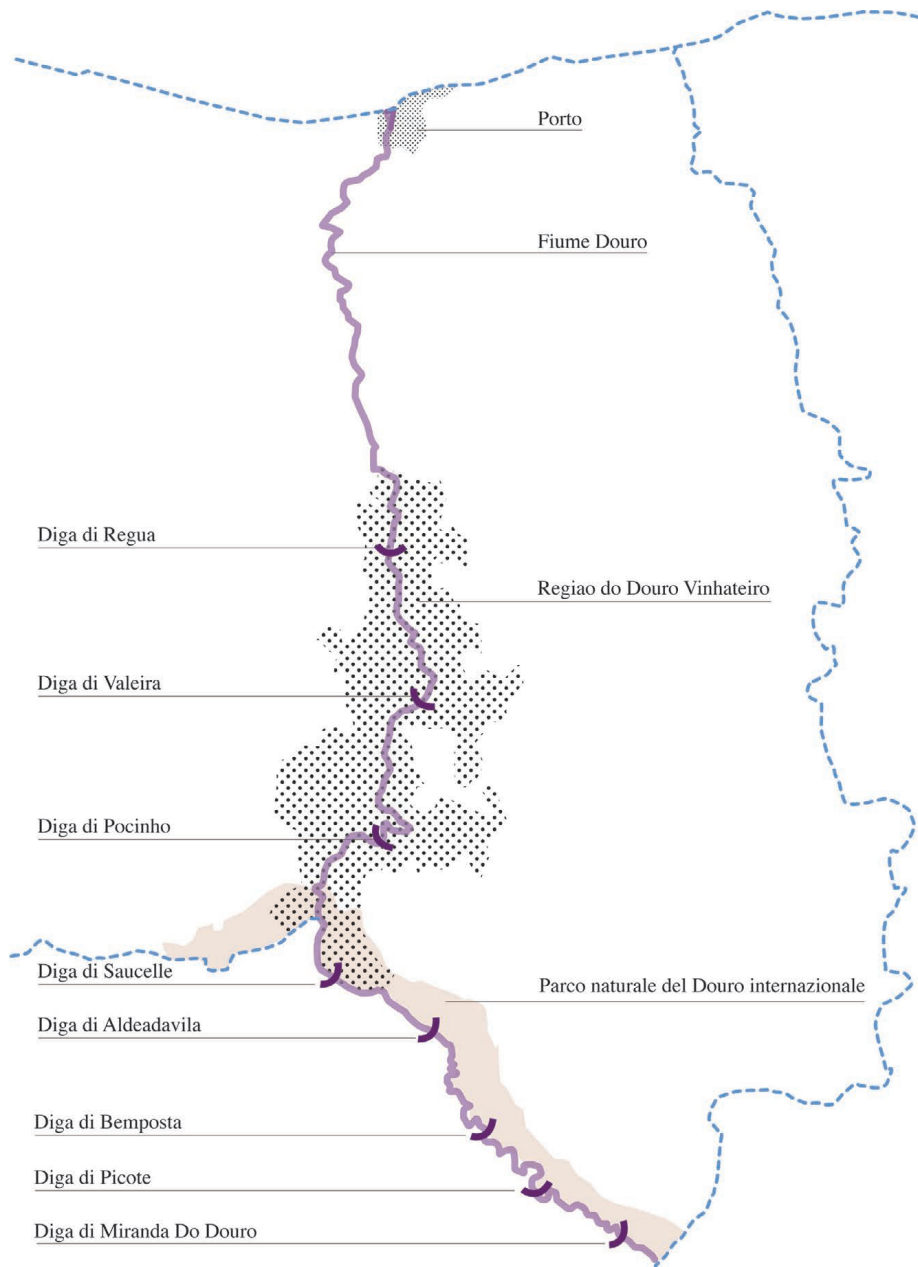 Porto
Fiume Douro
Diga di Regua
Regiao do Douro Vinhateiro
Diga di Valeira
Diga di Pocinho
Diga di Saucelle
Parco naturale del Douro internazionale
Diga di Aldeadavila
Diga di Bemposta
Diga di Picote
Diga di Miranda Do Douro